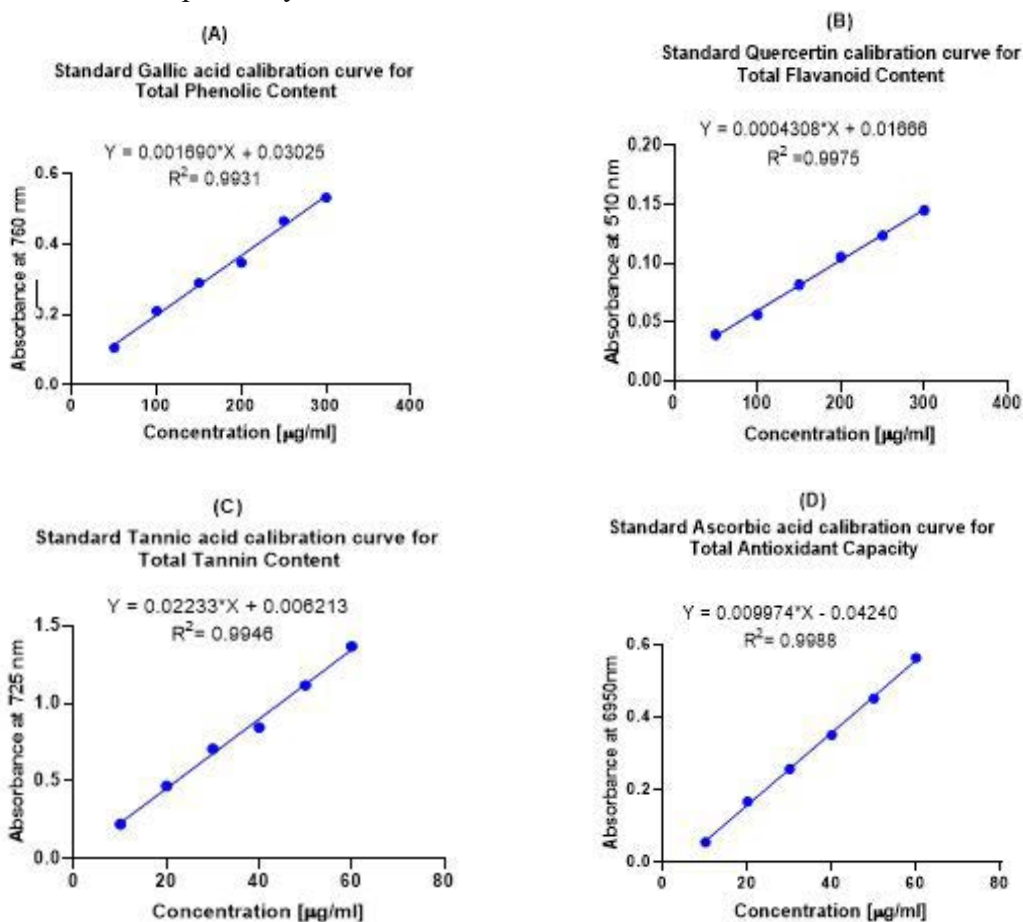 (A)
Standard Gallic acid calibration curve for
Total Phenolic Content
Y = 0.001690*X + 0.03025
R² = 0.9931
Absorbance at 760 nm
0.6
0.4
0.2
0.0
0 100 200 300 400
Concentration [µg/ml]
(B)
Standard Quercertin calibration curve for
Total Flavanoid Content
Y = 0.0004308*X + 0.01666
R² =0.9975
Absorbance at 510 nm
0.20
0.15
0.10
0.05
0.00
0 100 200 300 400
Concentration [µg/ml]
(C)
Standard Tannic acid calibration curve for
Total Tannin Content
Y = 0.02233*X + 0.006213
R²= 0.9946
Absorbance at 725 nm
1.5
1.0
0.5
0.0
0 20 40 60 80
Concentration [µg/ml]
(D)
Standard Ascorbic acid calibration curve for
Total Antioxidant Capacity
Y = 0.009974*X - 0.04240
R²= 0.9988
Absorbance at 6950nm
0.6
0.4
0.2
0.0
0 20 40 60 80
Concentration [µg/ml]